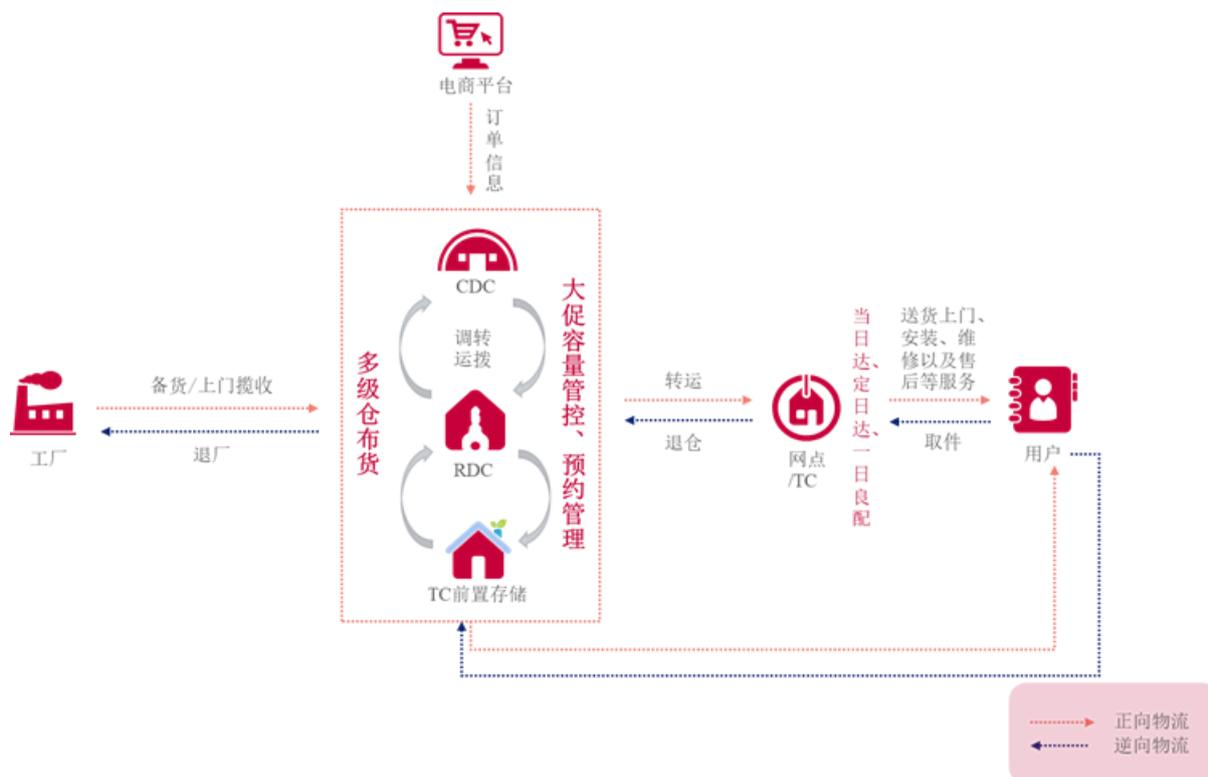 电商平台
订单信息
CDC
调转
运拨
RDC
TC前置存储
多级仓布货
大促容量管控、预约管理
备货/上门揽收
退厂
工厂
转运
退仓
网点
/TC
当日达、定日达、一日良配
送货上门、
安装、维
修以及售
后等服务
取件
用户
正向物流
逆向物流